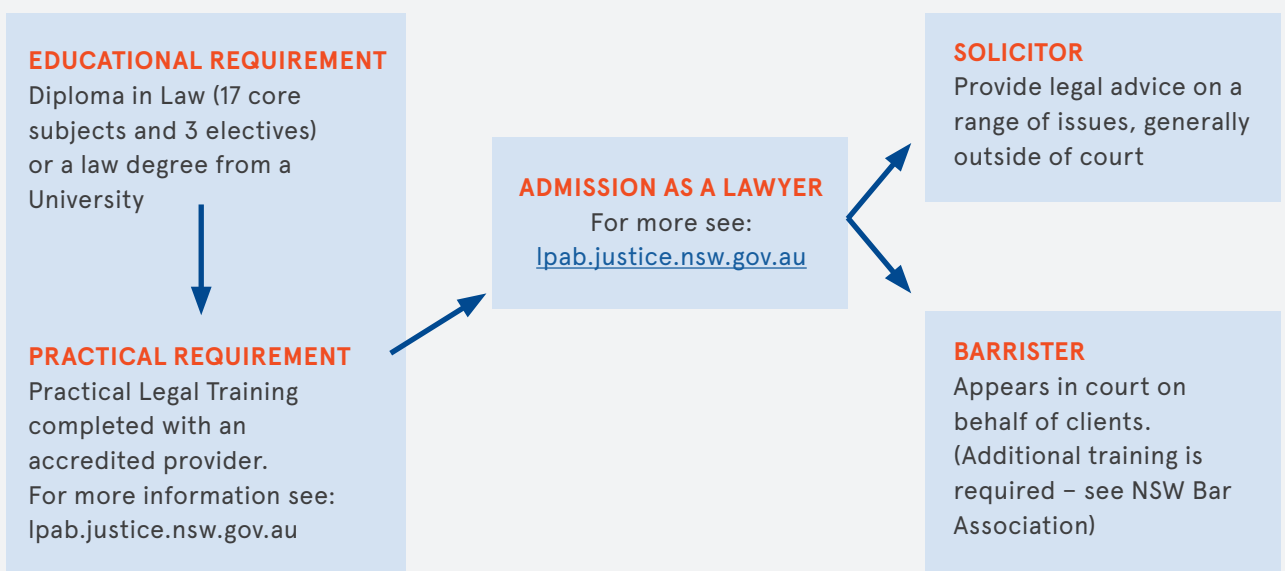 EDUCATIONAL REQUIREMENT
Diploma in Law (17 core
subjects and 3 electives)
or a law degree from a
University
PRACTICAL REQUIREMENT
Practical Legal Training
completed with an
accredited provider.
For more information see:
lpab.justice.nsw.gov.au
ADMISSION AS A LAWYER
For more see:
lpab.justice.nsw.gov.au
SOLICITOR
Provide legal advice on a
range of issues, generally
outside of court
BARRISTER
Appears in court on
behalf of clients.
(Additional training is
required – see NSW Bar
Association)